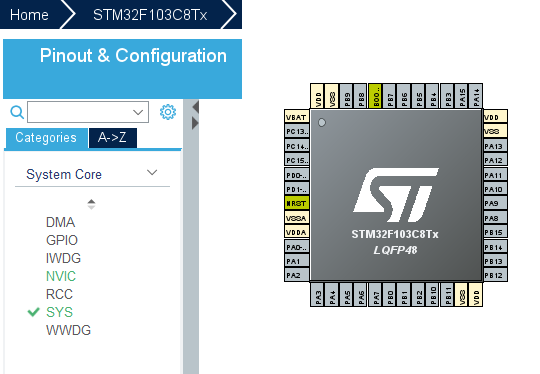 Home
STM32F103C8Tx
Pinout & Configuration
Categories
A->Z
System Core
DMA
GPIO
IWDG
NVIC
RCC
SYS
WWDG
VDD
VSS
PB9
PB8
BOO..
PB7
PB6
PB5
PB4
PB3
PA15
PA14
VBAT
PC13..
PC14..
PC15..
PD0-..
PD1-..
NRST
VSSA
VDDA
PA0-..
PA1
PA2
VDD
VSS
PA13
PA12
PA11
PA10
PA9
PA8
PB15
PB14
PB13
PB12
ST
STM32F103C8Tx
LQFP48
PA3
PA4
PA5
PA6
PA7
PB0
PB1
PB2
PB10
PB11
VSS
VDD